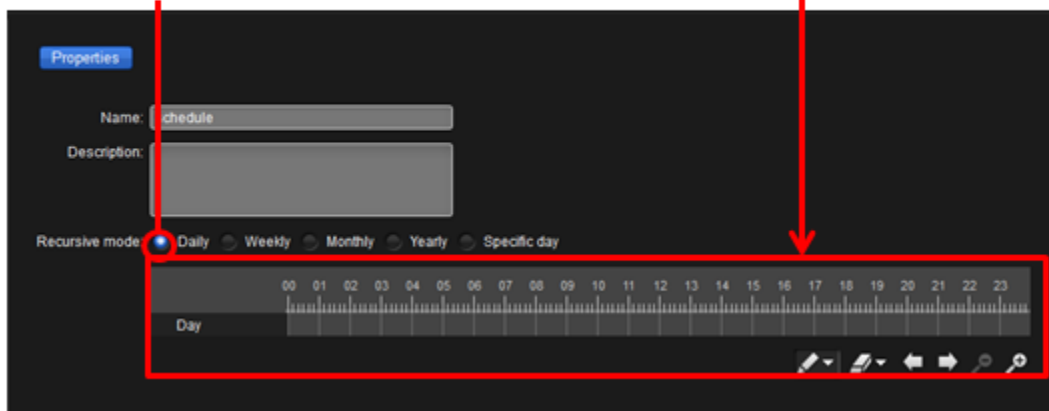 Properties
Name: Schedule
Description:
Recursive mode: Daily Weekly Monthly Yearly Specific day
00 01 02 03 04 05 06 07 08 09 10 11 12 13 14 15 16 17 18 19 20 21 22 23
Day